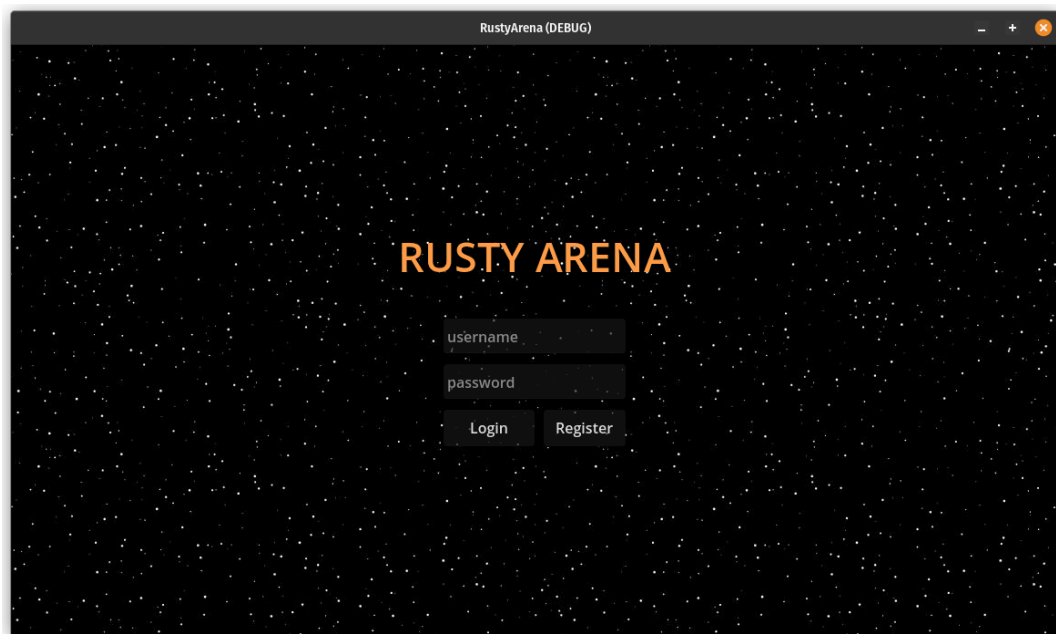 RustyArena (DEBUG)
RUSTY ARENA
username
password
Login Register